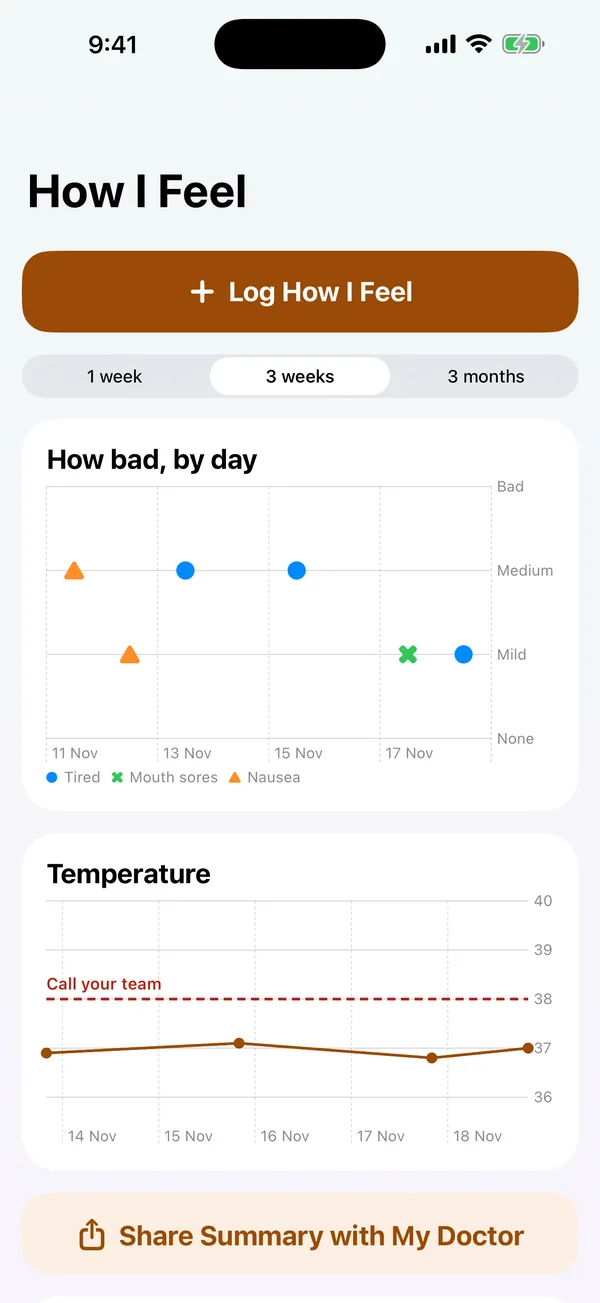 9:41
How I Feel
+ Log How I Feel
1 week 3 weeks 3 months
How bad, by day
Bad
Medium
Mild
None
11 Nov 13 Nov 15 Nov 17 Nov
Tired Mouth sores Nausea
Temperature
40
39
Call your team
38
37
36
14 Nov 15 Nov 16 Nov 17 Nov 18 Nov
Share Summary with My Doctor